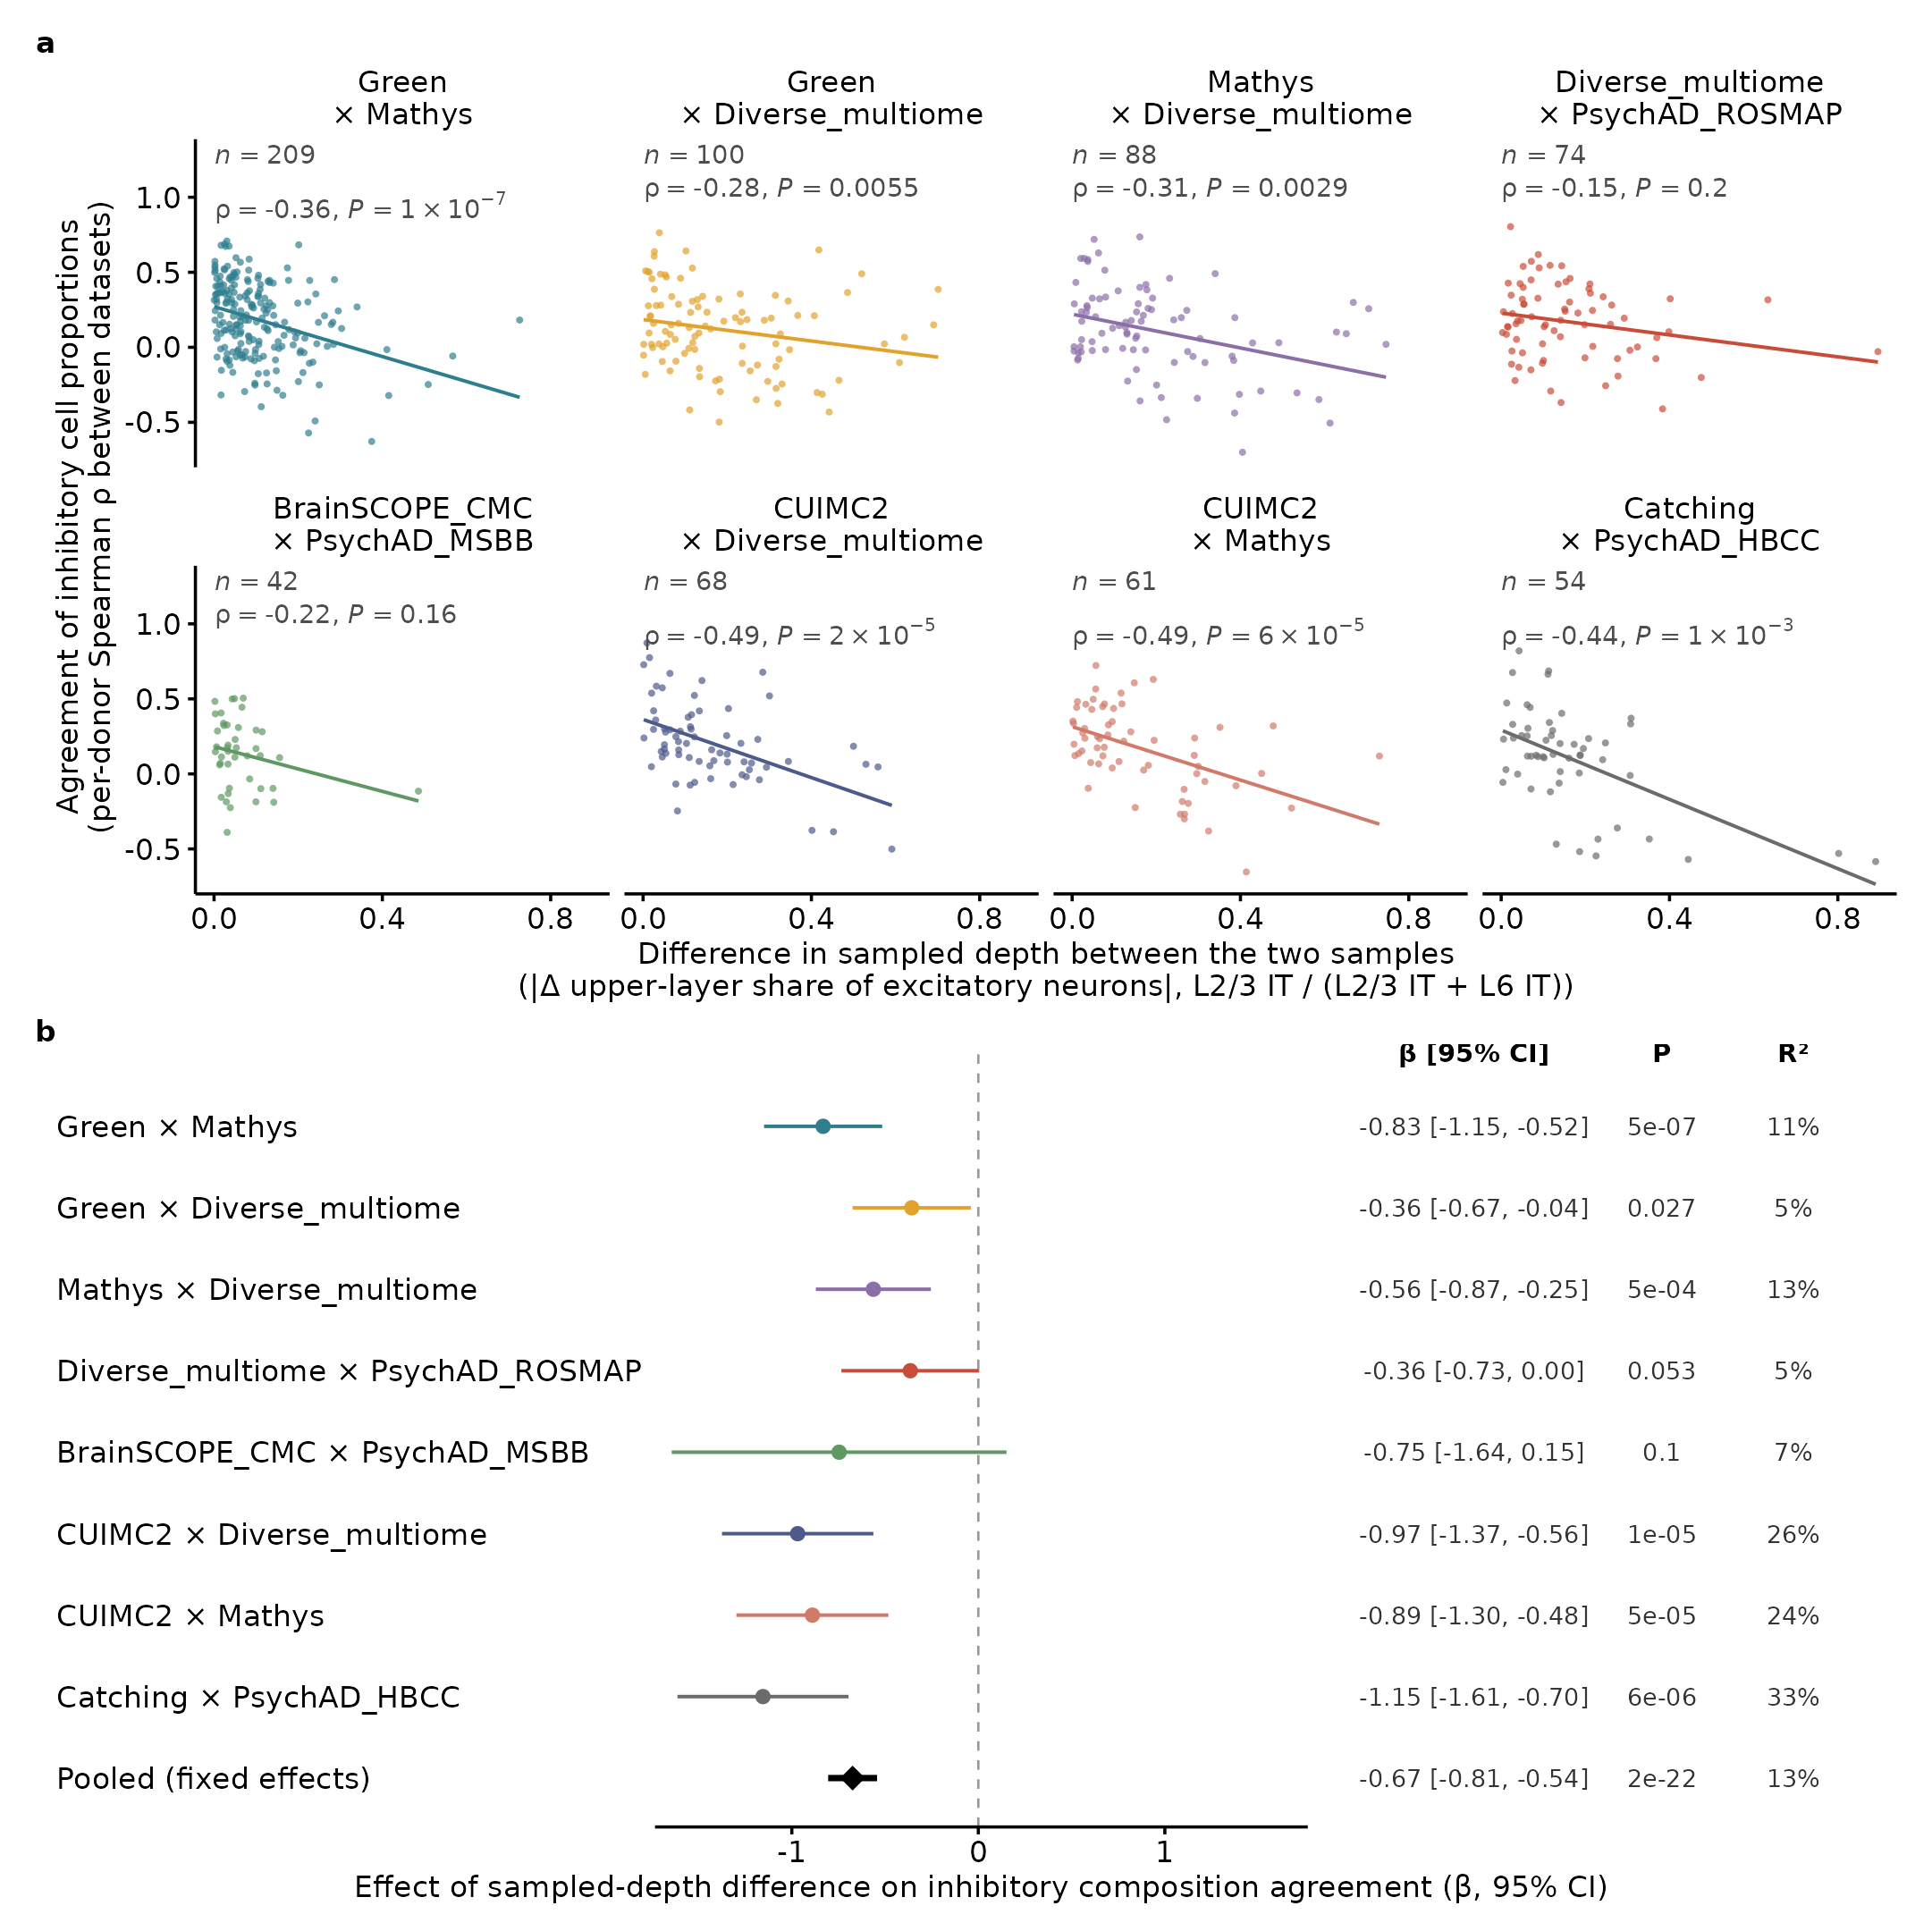 a
Green
× Mathys
Green
× Diverse_multiome
Mathys
× Diverse_multiome
Diverse_multiome
× PsychAD_ROSMAP
n = 209
ρ = -0.36, P = 1 × 10⁻⁷
n = 100
ρ = -0.28, P = 0.0055
n = 88
ρ = -0.31, P = 0.0029
n = 74
ρ = -0.15, P = 0.2
1.0
0.5
0.0
-0.5
Agreement of inhibitory cell proportions
(per-donor Spearman ρ between datasets)
BrainSCOPE_CMC
× PsychAD_MSBB
CUIMC2
× Diverse_multiome
CUIMC2
× Mathys
Catching
× PsychAD_HBCC
n = 42
ρ = -0.22, P = 0.16
n = 68
ρ = -0.49, P = 2 × 10⁻⁵
n = 61
ρ = -0.49, P = 6 × 10⁻⁵
n = 54
ρ = -0.44, P = 1 × 10⁻³
1.0
0.5
0.0
-0.5
0.0 0.4 0.8 0.0 0.4 0.8 0.0 0.4 0.8 0.0 0.4 0.8
Difference in sampled depth between the two samples
(|Δ upper-layer share of excitatory neurons|, L2/3 IT / (L2/3 IT + L6 IT))
b
β [95% CI] P R²
Green × Mathys -0.83 [-1.15, -0.52] 5e-07 11%
Green × Diverse_multiome -0.36 [-0.67, -0.04] 0.027 5%
Mathys × Diverse_multiome -0.56 [-0.87, -0.25] 5e-04 13%
Diverse_multiome × PsychAD_ROSMAP -0.36 [-0.73, 0.00] 0.053 5%
BrainSCOPE_CMC × PsychAD_MSBB -0.75 [-1.64, 0.15] 0.1 7%
CUIMC2 × Diverse_multiome -0.97 [-1.37, -0.56] 1e-05 26%
CUIMC2 × Mathys -0.89 [-1.30, -0.48] 5e-05 24%
Catching × PsychAD_HBCC -1.15 [-1.61, -0.70] 6e-06 33%
Pooled (fixed effects) -0.67 [-0.81, -0.54] 2e-22 13%
-1 0 1
Effect of sampled-depth difference on inhibitory composition agreement (β, 95% CI)